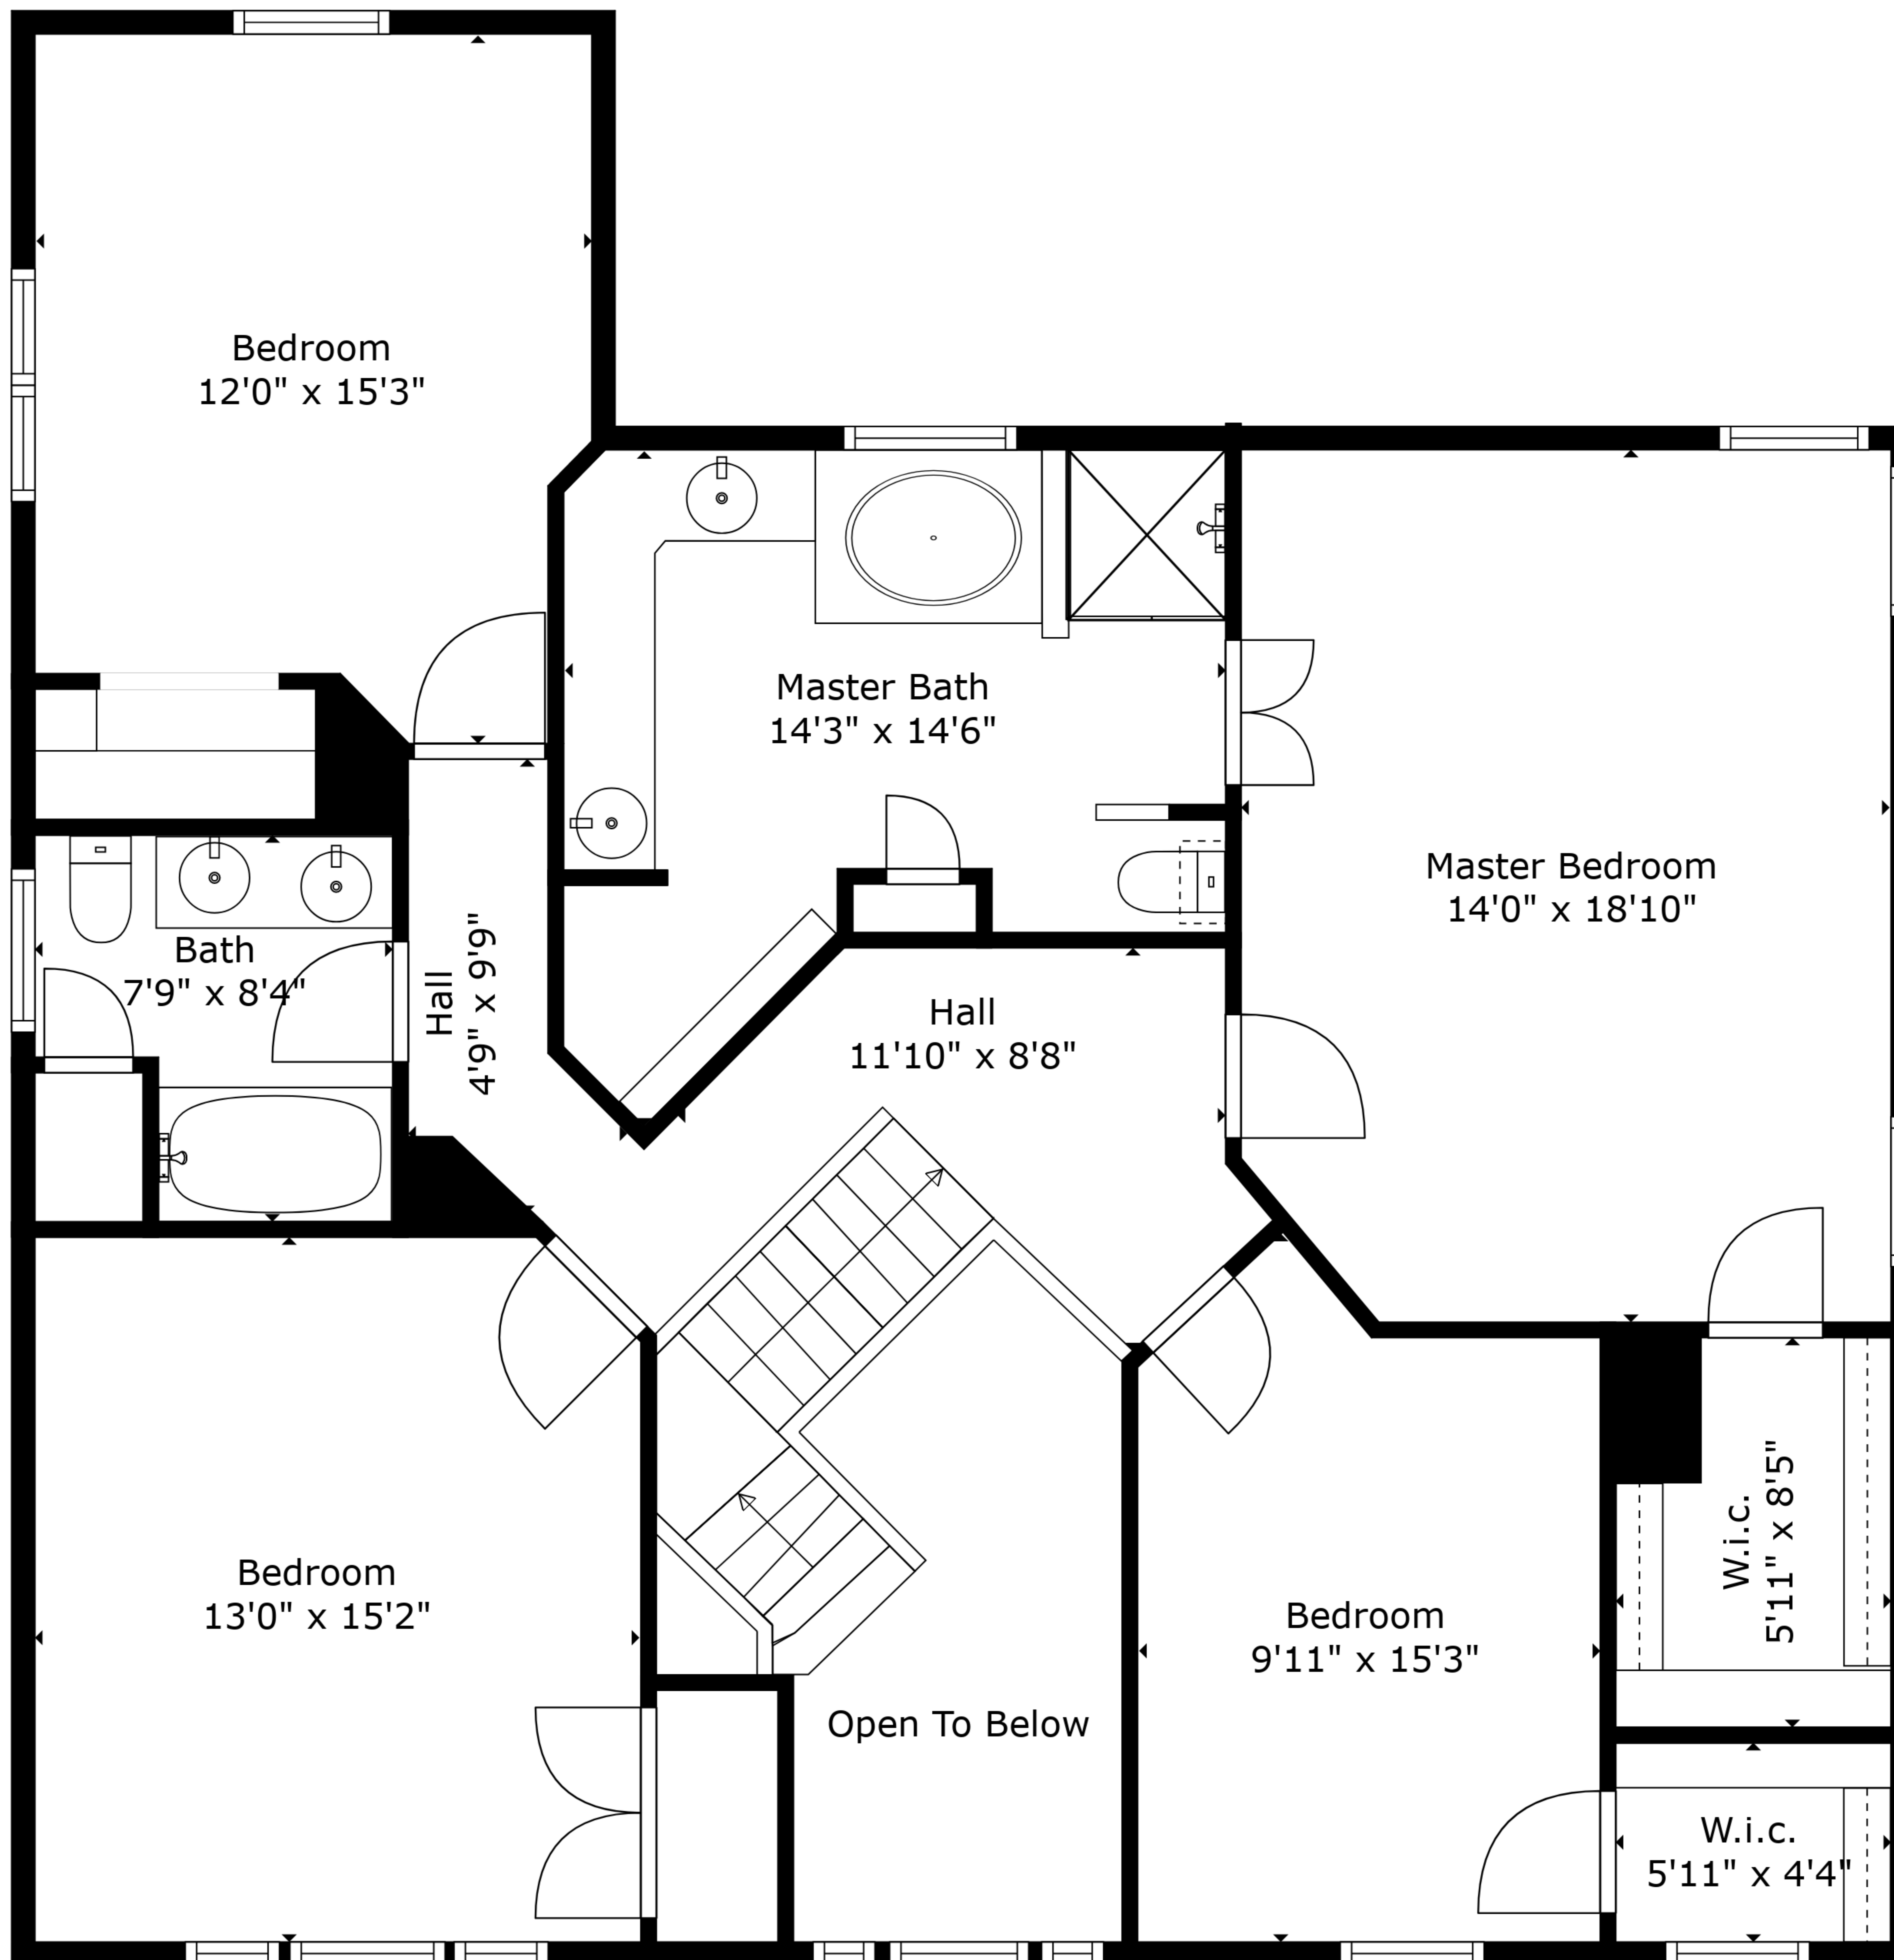 Bedroom
12'0" x 15'3"
Master Bath
14'3" x 14'6"
Master Bedroom
14'0" x 18'10"
Bath
7'9" x 8'4"
Hall
4'9" x 9'9"
Hall
11'10" x 8'8"
Bedroom
13'0" x 15'2"
Bedroom
9'11" x 15'3"
W.i.c.
5'11" x 8'5"
Open To Below
W.i.c.
5'11" x 4'4"